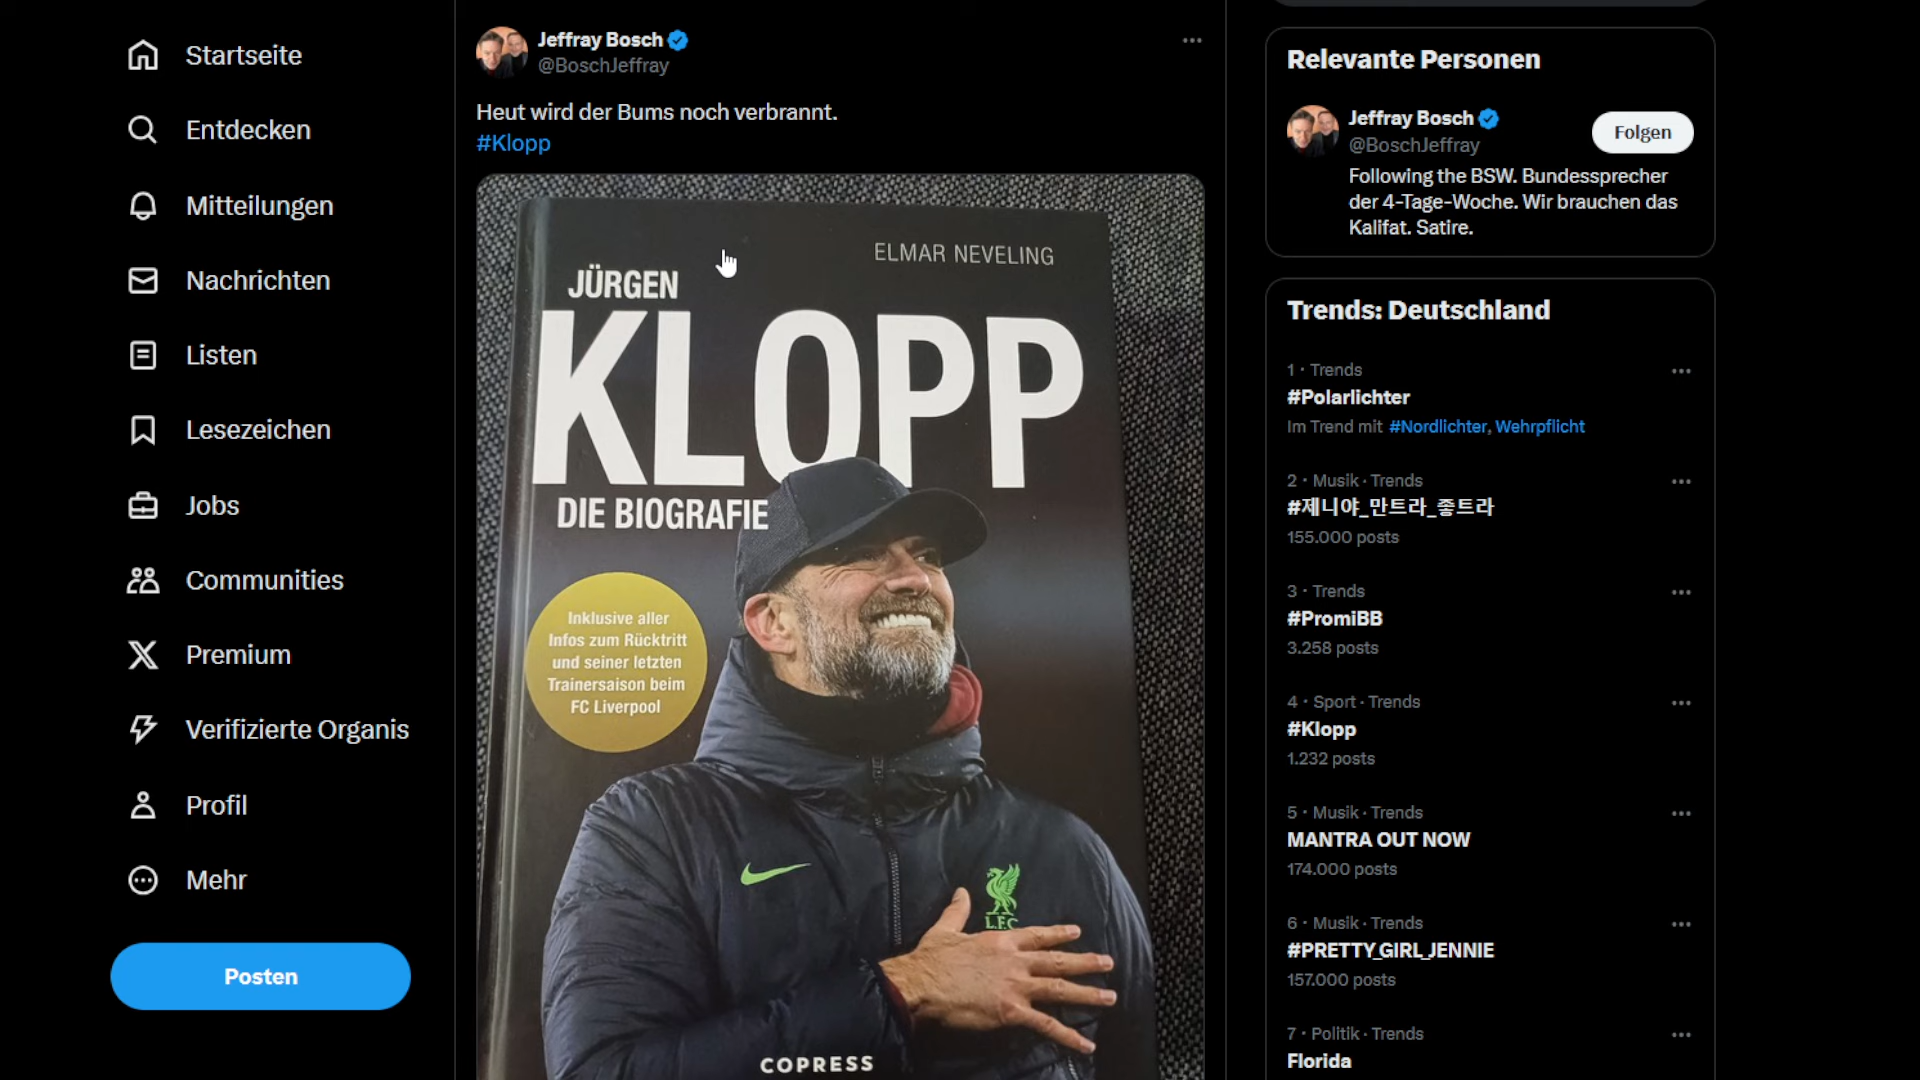 Startseite
Entdecken
Mitteilungen
Nachrichten
Listen
Lesezeichen
Jobs
Communities
Premium
Verifizierte Organis
Profil
Mehr
Posten
Jeffray Bosch
@BoschJeffray
Heut wird der Bums noch verbrannt.
#Klopp
ELMAR NEVELING
JÜRGEN
KLOPP
DIE BIOGRAFIE
Inklusive aller
Infos zum Rücktritt
und seiner letzten
Trainersaison beim
FC Liverpool
L.F.C
COPRESS
Relevante Personen
Jeffray Bosch
@BoschJeffray
Folgen
Following the BSW. Bundessprecher
der 4-Tage-Woche. Wir brauchen das
Kalifat. Satire.
Trends: Deutschland
1 · Trends
#Polarlichter
Im Trend mit #Nordlichter, Wehrpflicht
2 · Musik · Trends
#제니야_만트라_좋트라
155.000 posts
3 · Trends
#PromiBB
3.258 posts
4 · Sport · Trends
#Klopp
1.232 posts
5 · Musik · Trends
MANTRA OUT NOW
174.000 posts
6 · Musik · Trends
#PRETTY_GIRL_JENNIE
157.000 posts
7 · Politik · Trends
Florida